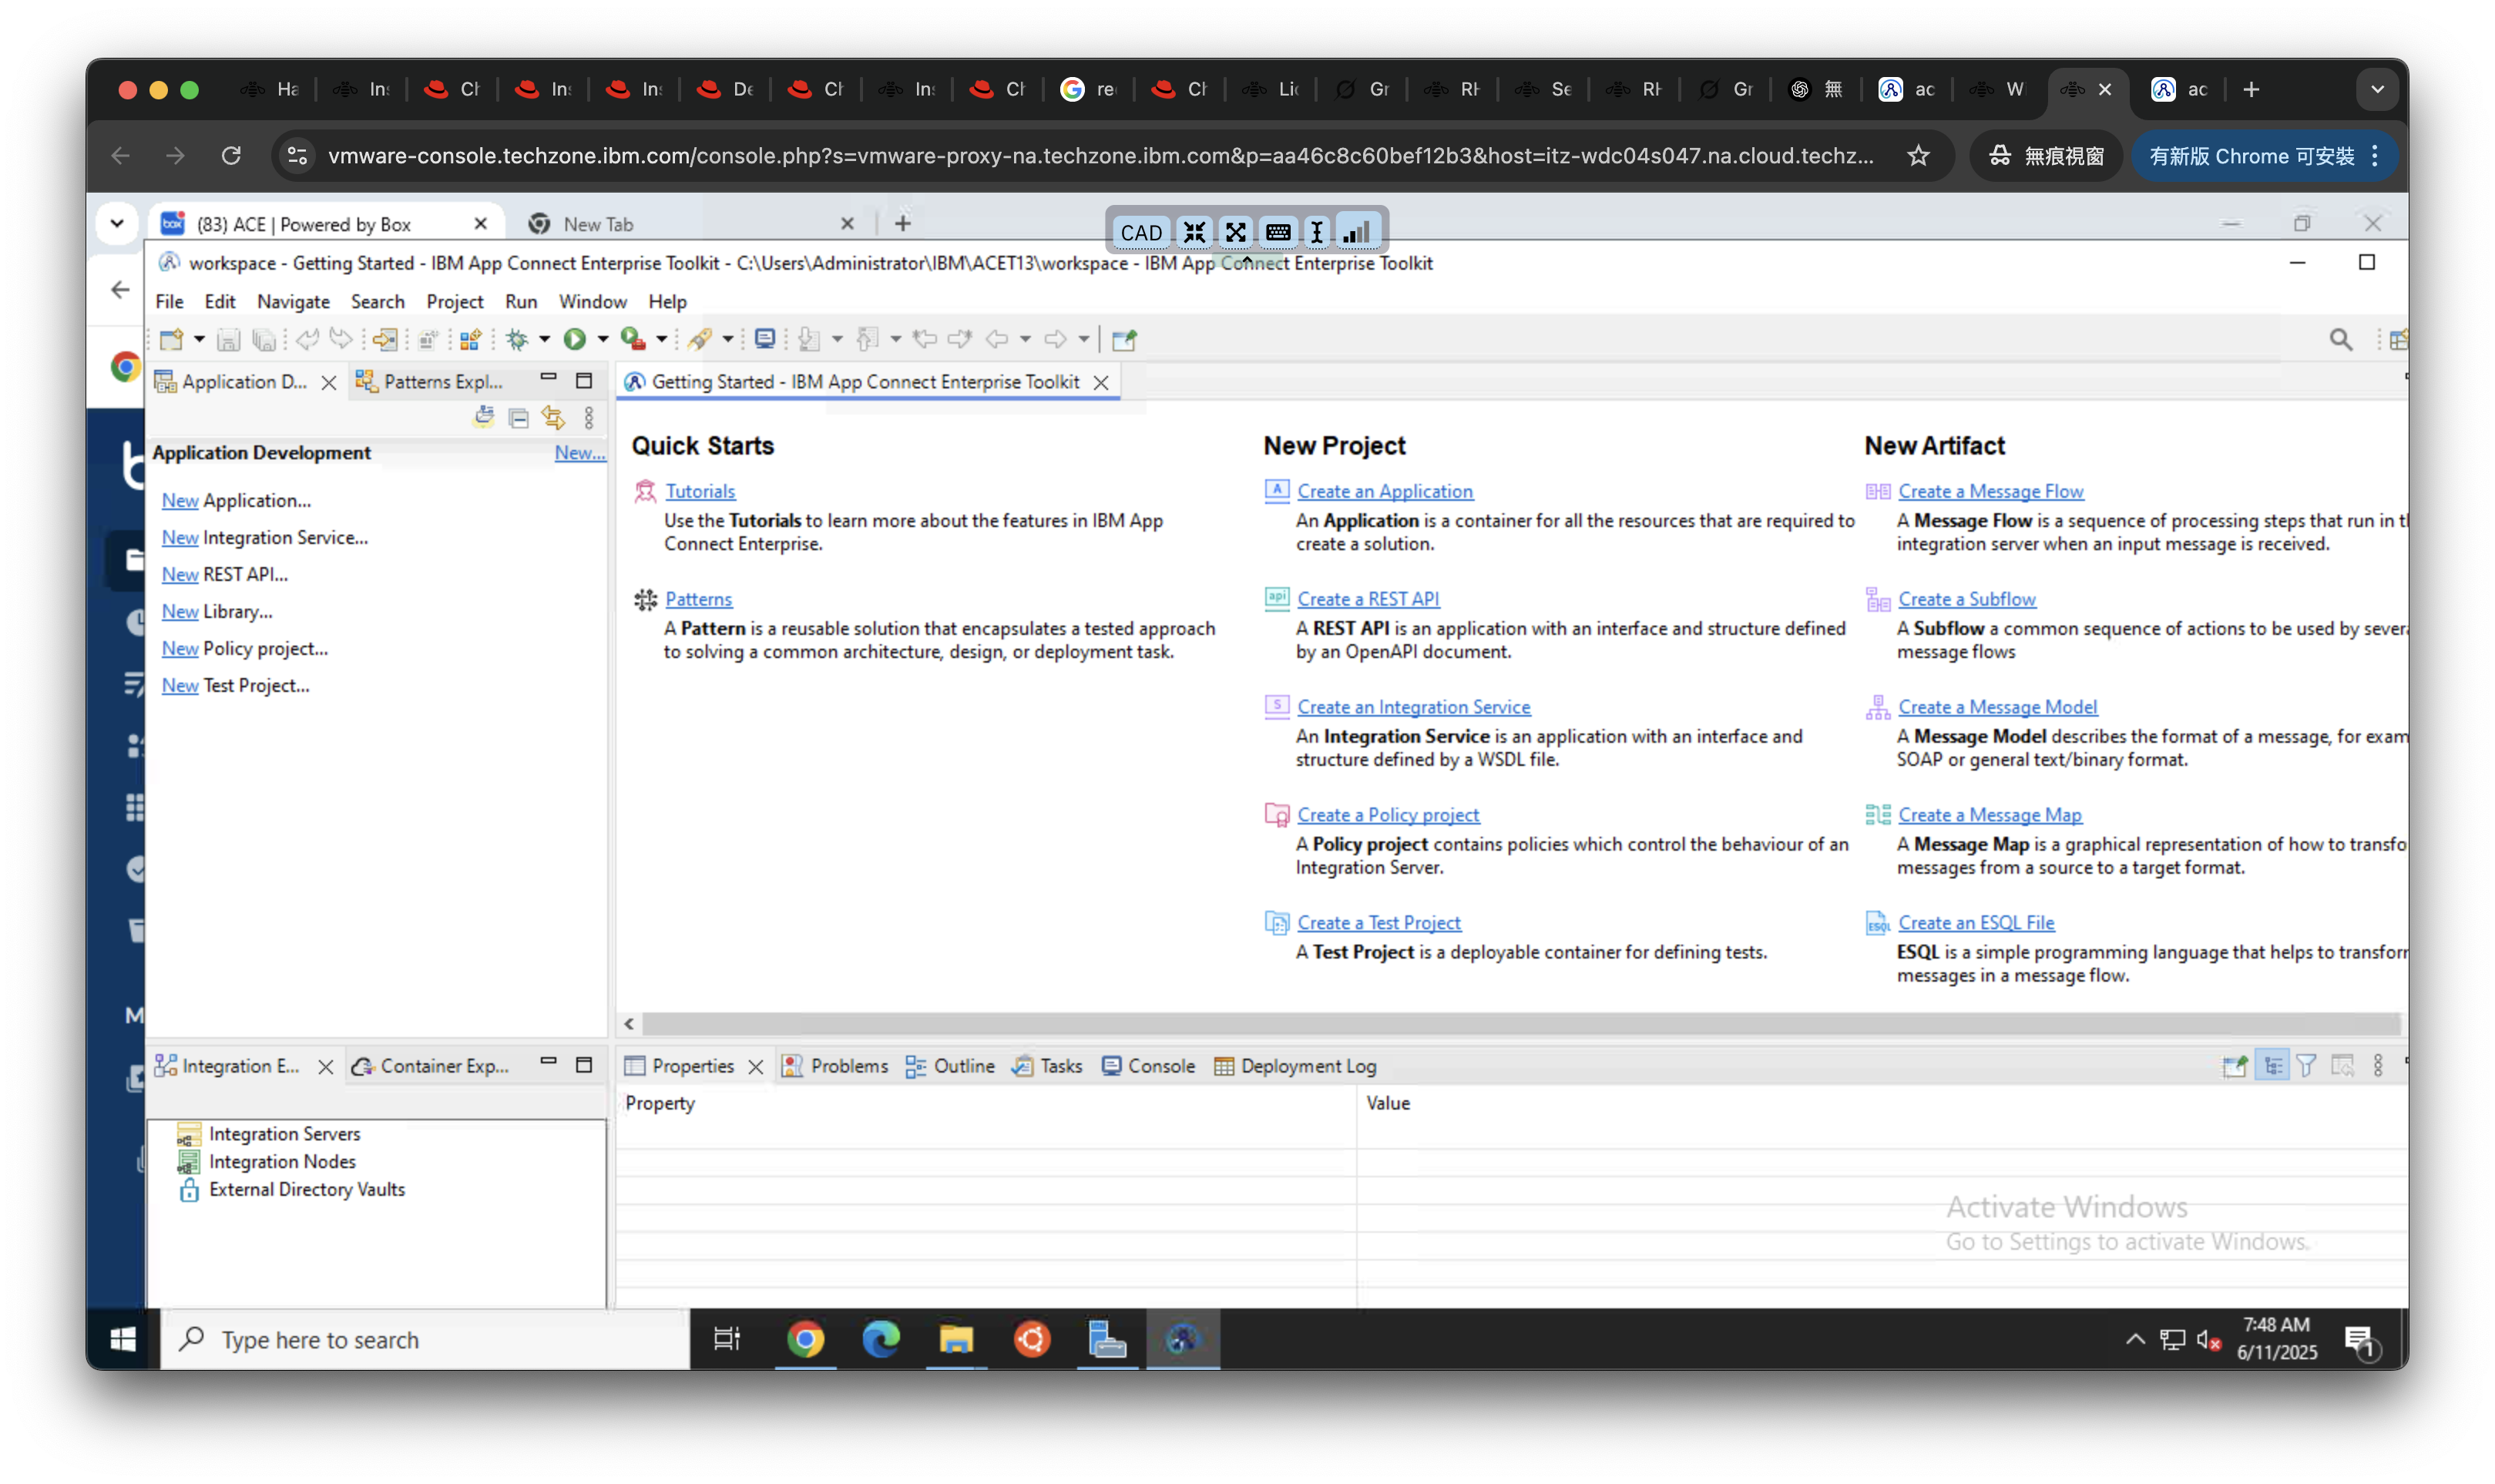 Ha In: Ch In: In: De Ch In: Ch re Ch Lic Gr RH Se RH Gr 無 ac W ac
vmware-console.techzone.ibm.com/console.php?s=vmware-proxy-na.techzone.ibm.com&p=aa46c8c60bef12b3&host=itz-wdc04s047.na.cloud.techz... 無痕視窗 有新版 Chrome 可安裝
box (83) ACE | Powered by Box New Tab
CAD
workspace - Getting Started - IBM App Connect Enterprise Toolkit - C:\Users\Administrator\IBM\ACET13\workspace - IBM App Connect Enterprise Toolkit
File Edit Navigate Search Project Run Window Help
Application D... Patterns Expl...
Getting Started - IBM App Connect Enterprise Toolkit
Application Development New...
New Application...
New Integration Service...
New REST API...
New Library...
New Policy project...
New Test Project...
Quick Starts
Tutorials
Use the Tutorials to learn more about the features in IBM App
Connect Enterprise.
Patterns
A Pattern is a reusable solution that encapsulates a tested approach
to solving a common architecture, design, or deployment task.
New Project
A Create an Application
An Application is a container for all the resources that are required to
create a solution.
api Create a REST API
A REST API is an application with an interface and structure defined
by an OpenAPI document.
S Create an Integration Service
An Integration Service is an application with an interface and
structure defined by a WSDL file.
Create a Policy project
A Policy project contains policies which control the behaviour of an
Integration Server.
Create a Test Project
A Test Project is a deployable container for defining tests.
New Artifact
Create a Message Flow
A Message Flow is a sequence of processing steps that run in t
integration server when an input message is received.
Create a Subflow
A Subflow a common sequence of actions to be used by severa
message flows
Create a Message Model
A Message Model describes the format of a message, for exam
SOAP or general text/binary format.
Create a Message Map
A Message Map is a graphical representation of how to transfo
messages from a source to a target format.
ESQL Create an ESQL File
ESQL is a simple programming language that helps to transfor
messages in a message flow.
M
Integration E... Container Exp...
Integration Servers
Integration Nodes
External Directory Vaults
Properties Problems Outline Tasks Console Deployment Log
Property Value
Activate Windows
Go to Settings to activate Windows.
Type here to search
7:48 AM
6/11/2025
1